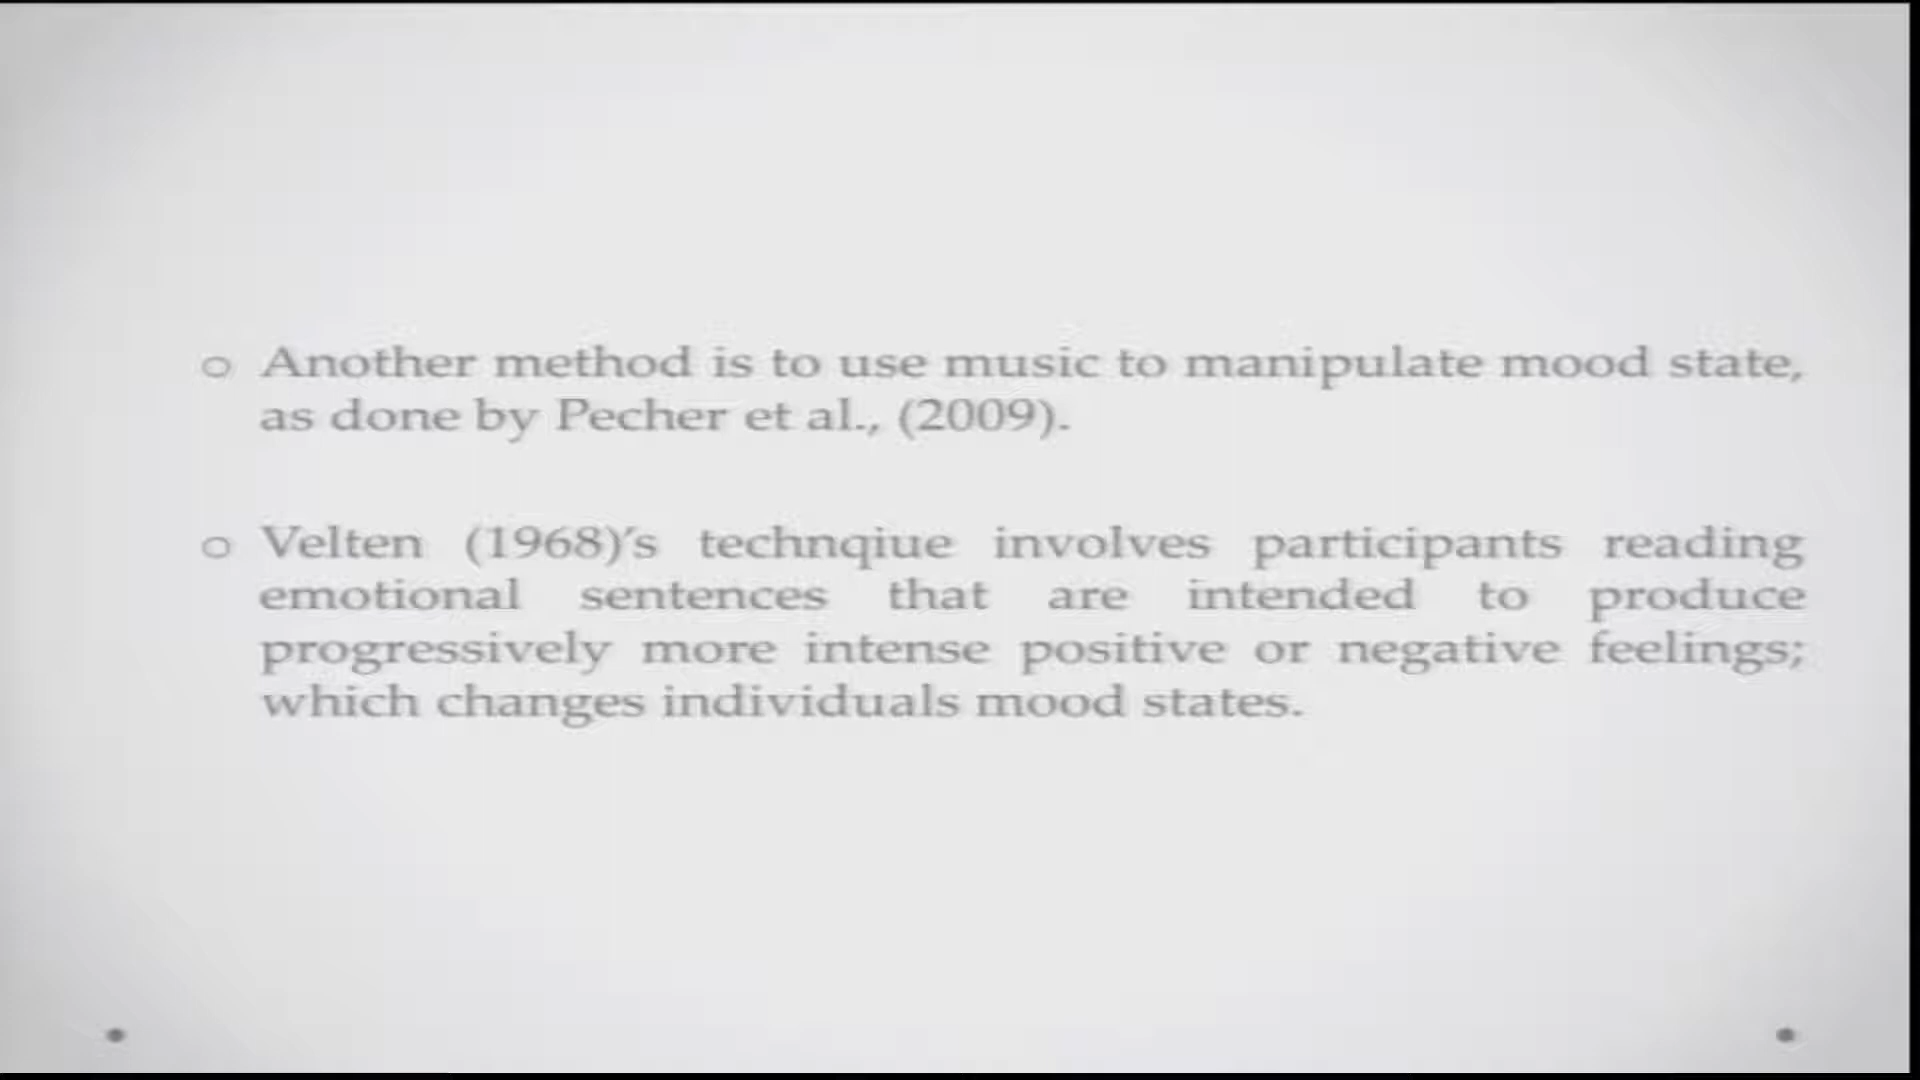 o Another method is to use music to manipulate mood state,
as done by Pecher et al., (2009).
o Velten (1968)'s technqiue involves participants reading
emotional sentences that are intended to produce
progressively more intense positive or negative feelings;
which changes individuals mood states.